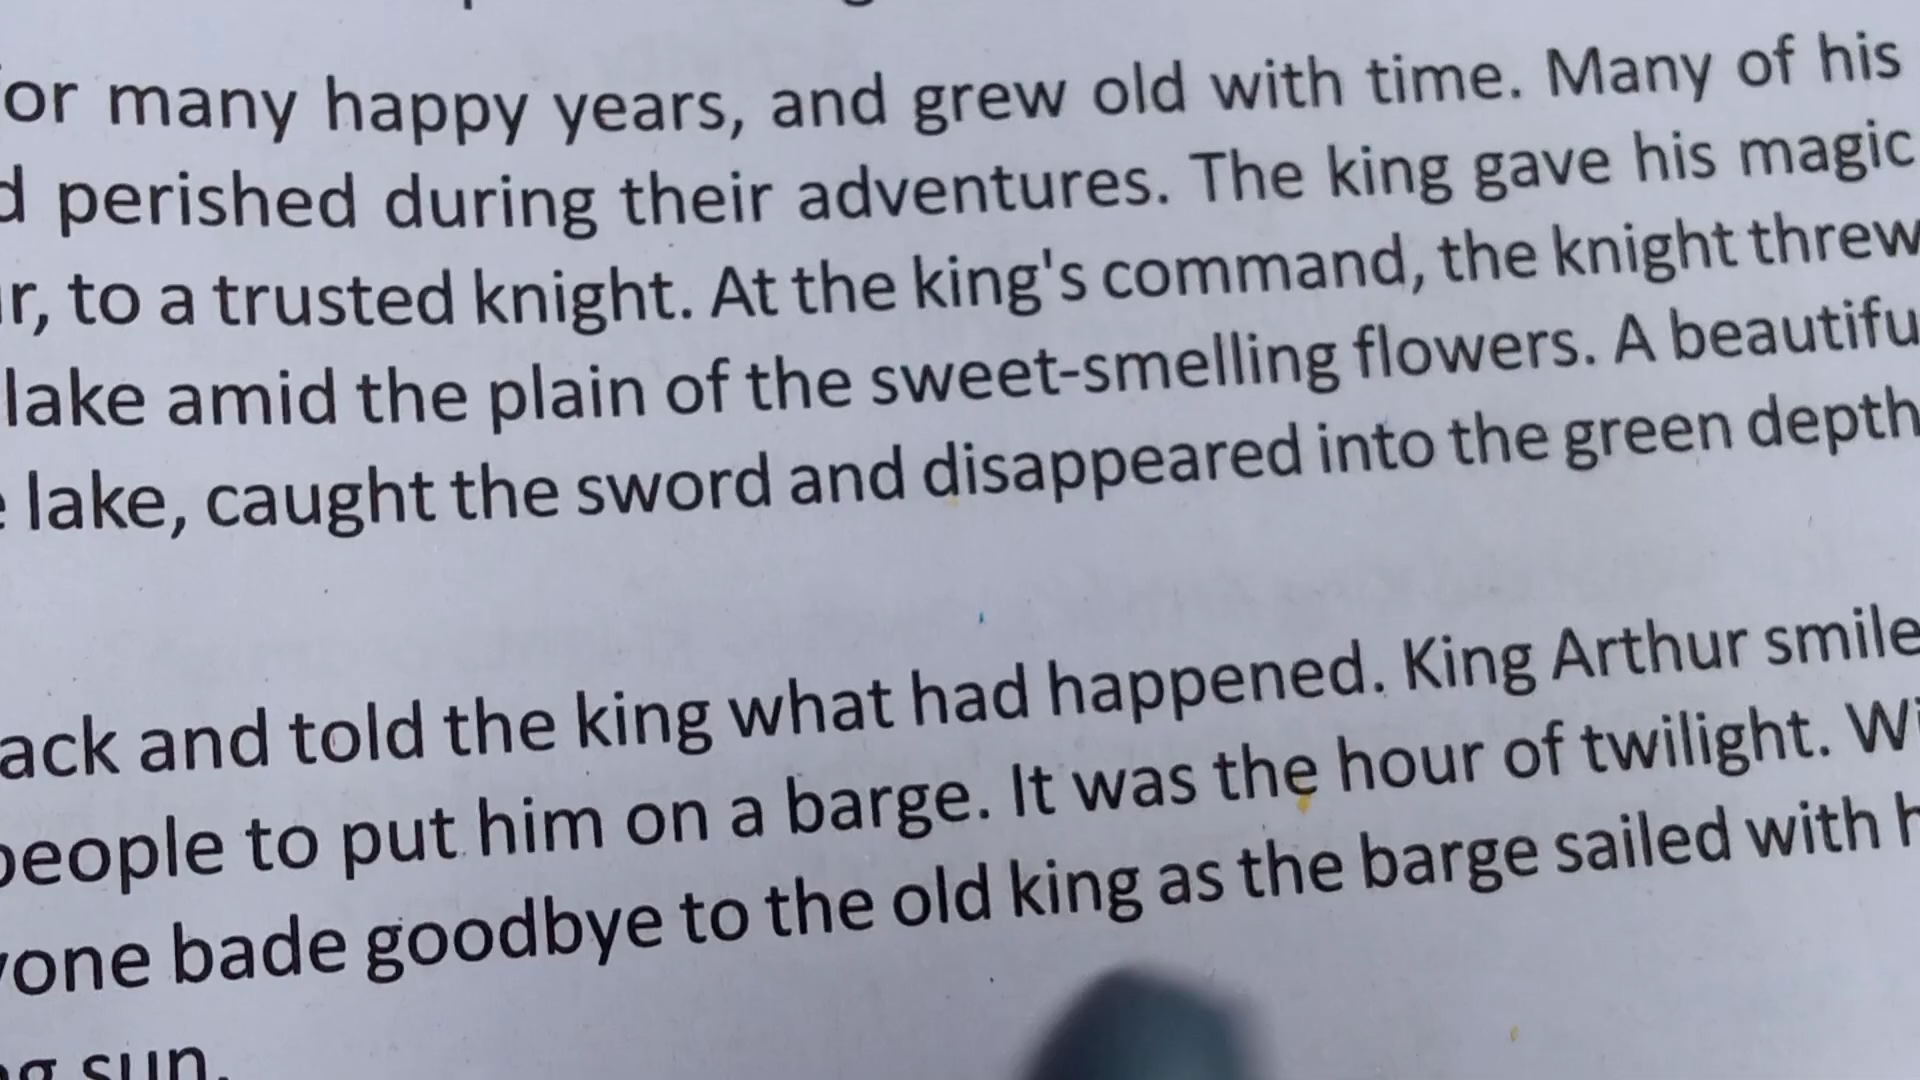 or many happy years, and grew old with time. Many of his
perished during their adventures. The king gave his magic
r, to a trusted knight. At the king's command, the knight threw
lake amid the plain of the sweet-smelling flowers. A beautifu
lake, caught the sword and disappeared into the green depth
ack and told the king what had happened. King Arthur smile
people to put him on a barge. It was the hour of twilight. Wi
one bade goodbye to the old king as the barge sailed with h
sun.